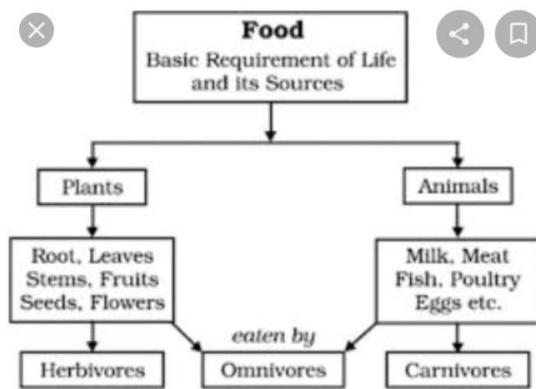 Food
Basic Requirement of Life
and its Sources
Plants
Animals
Root, Leaves
Stems, Fruits
Seeds, Flowers
Milk, Meat
Fish, Poultry
Eggs etc.
eaten by
Herbivores
Omnivores
Carnivores